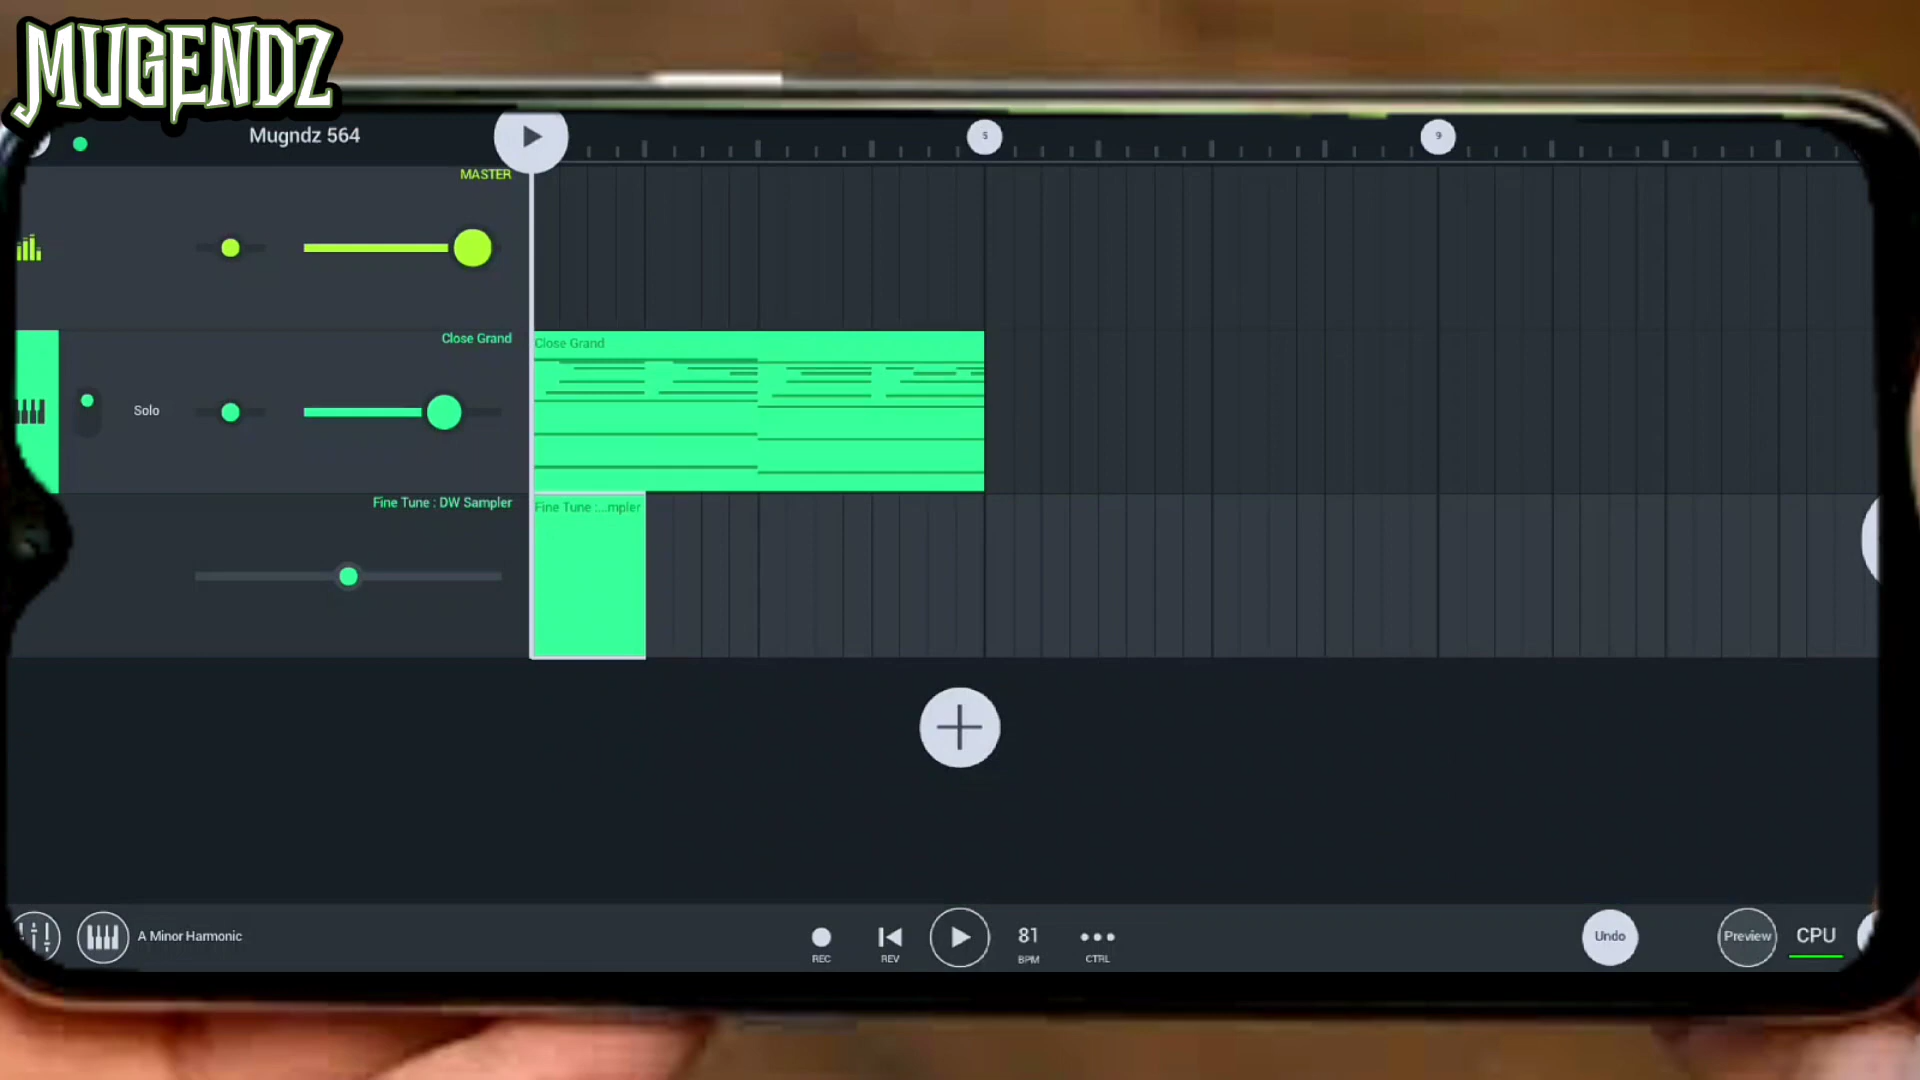 MUGENDZ
Mugndz 564
5
9
MASTER
Close Grand
Close Grand
Solo
Fine Tune : DW Sampler
Fine Tune :...mpler
A Minor Harmonic
REC
REV
81
BPM
CTRL
Undo
Preview
CPU